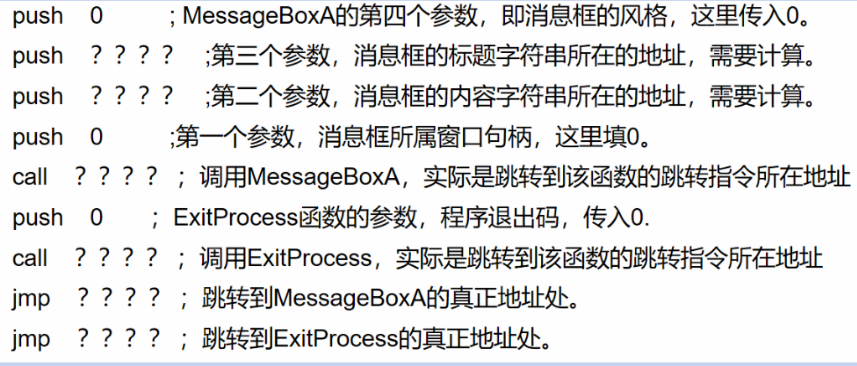 push 0 ; MessageBoxA的第四个参数，即消息框的风格，这里传入0。
push ？？？？ ;第三个参数，消息框的标题字符串所在的地址，需要计算。
push ？？？？ ;第二个参数，消息框的内容字符串所在的地址，需要计算。
push 0 ;第一个参数，消息框所属窗口句柄，这里填0。
call ？？？？ ；调用MessageBoxA，实际是跳转到该函数的跳转指令所在地址
push 0 ；ExitProcess函数的参数，程序退出码，传入0.
call ？？？？ ；调用ExitProcess，实际是跳转到该函数的跳转指令所在地址
jmp ？？？？ ；跳转到MessageBoxA的真正地址处。
jmp ？？？？ ；跳转到ExitProcess的真正地址处。